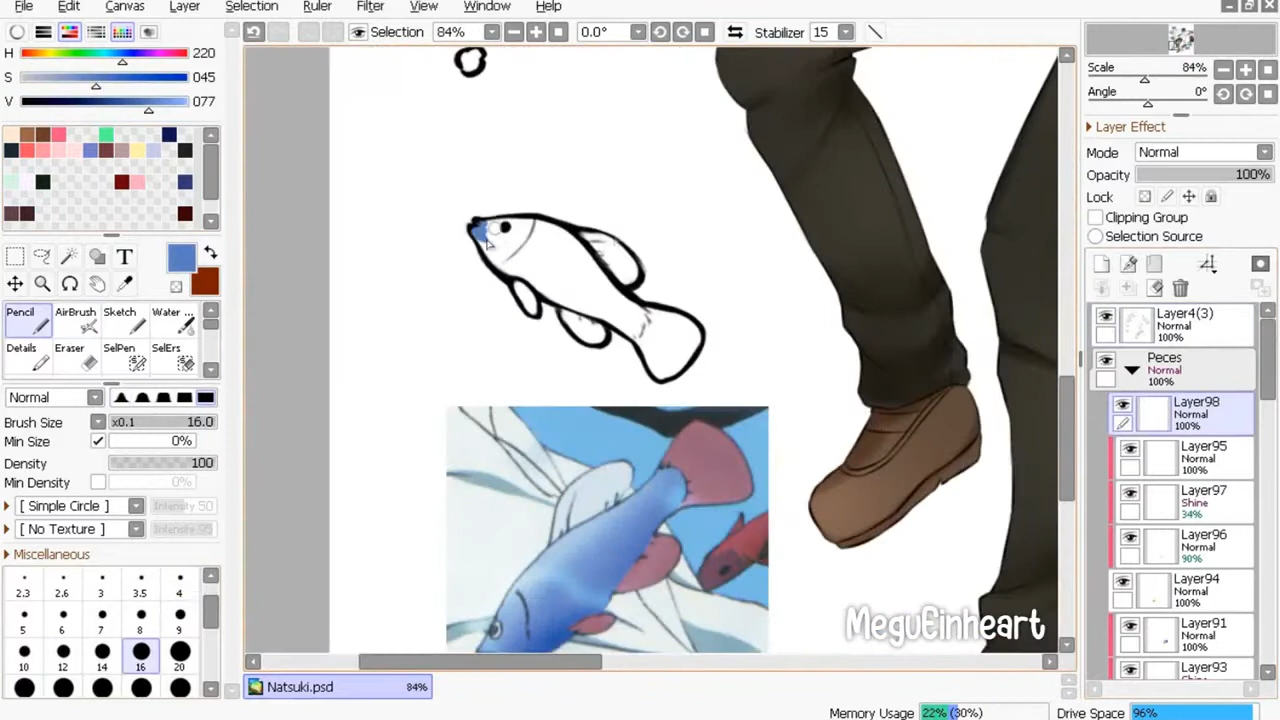 File Edit Canvas Layer Selection Ruler Filter View Window Help
H 220
S 045
V 077
Selection 84% 0.0° Stabilizer 15
T
Pencil AirBrush Sketch Water ...
Details Eraser SelPen SelErs
Normal
Brush Size x0.1 16.0
Min Size 0%
Density 100
Min Density 0%
[ Simple Circle ] Intensity 50
[ No Texture ] Intensity 95
Miscellaneous
2.3 2.6 3 3.5 4
5 6 7 8 9
10 12 14 16 20
MeguEinheart
Natsuki.psd 84%
Scale 84%
Angle 0°
Layer Effect
Mode Normal
Opacity 100%
Lock
Clipping Group
Selection Source
Layer4(3)
Normal
100%
Peces
Normal
100%
Layer98
Normal
100%
Layer95
Normal
100%
Layer97
Shine
34%
Layer96
Normal
90%
Layer94
Normal
100%
Layer91
Normal
100%
Layer93
Normal
Memory Usage 22% (30%) Drive Space 96%